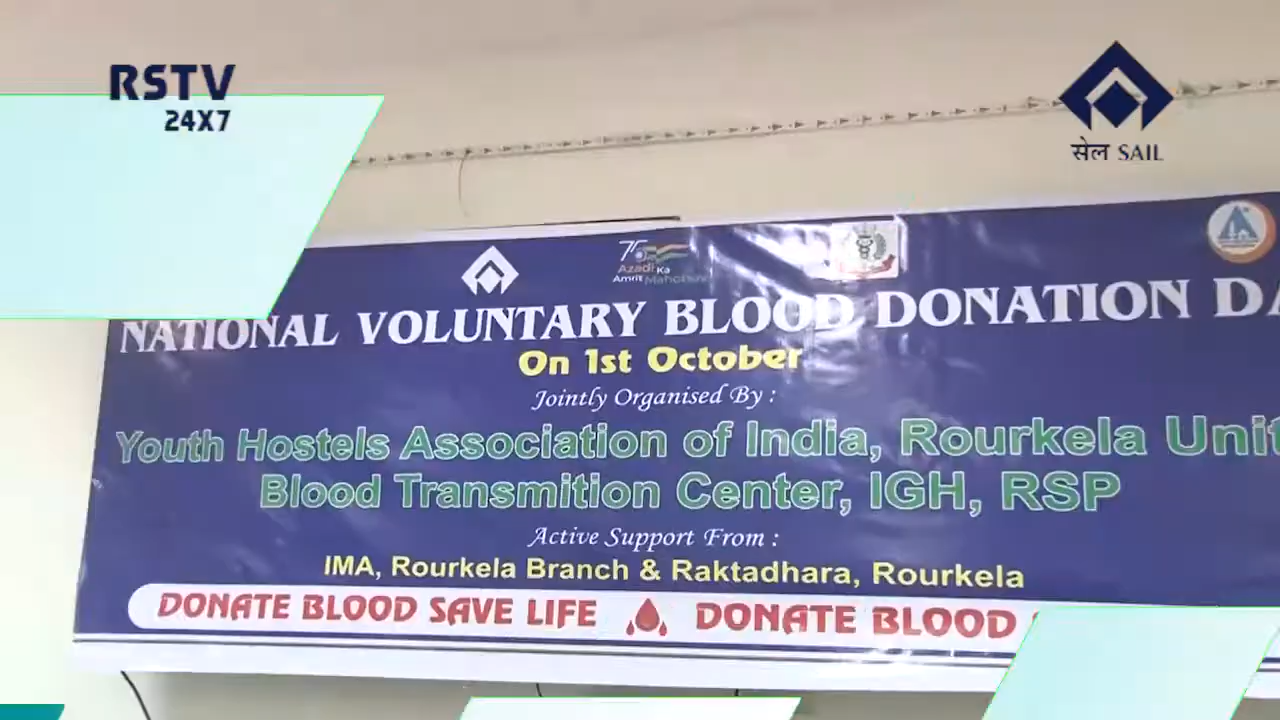 RSTV
24X7
सेल SAIL
75
Azadi Ka
Amrit Mahotsav
NATIONAL VOLUNTARY BLOOD DONATION DA
On 1st October
Jointly Organised By :
Youth Hostels Association of India, Rourkela Unit
Blood Transmition Center, IGH, RSP
Active Support From :
IMA, Rourkela Branch & Raktadhara, Rourkela
DONATE BLOOD SAVE LIFE DONATE BLOOD